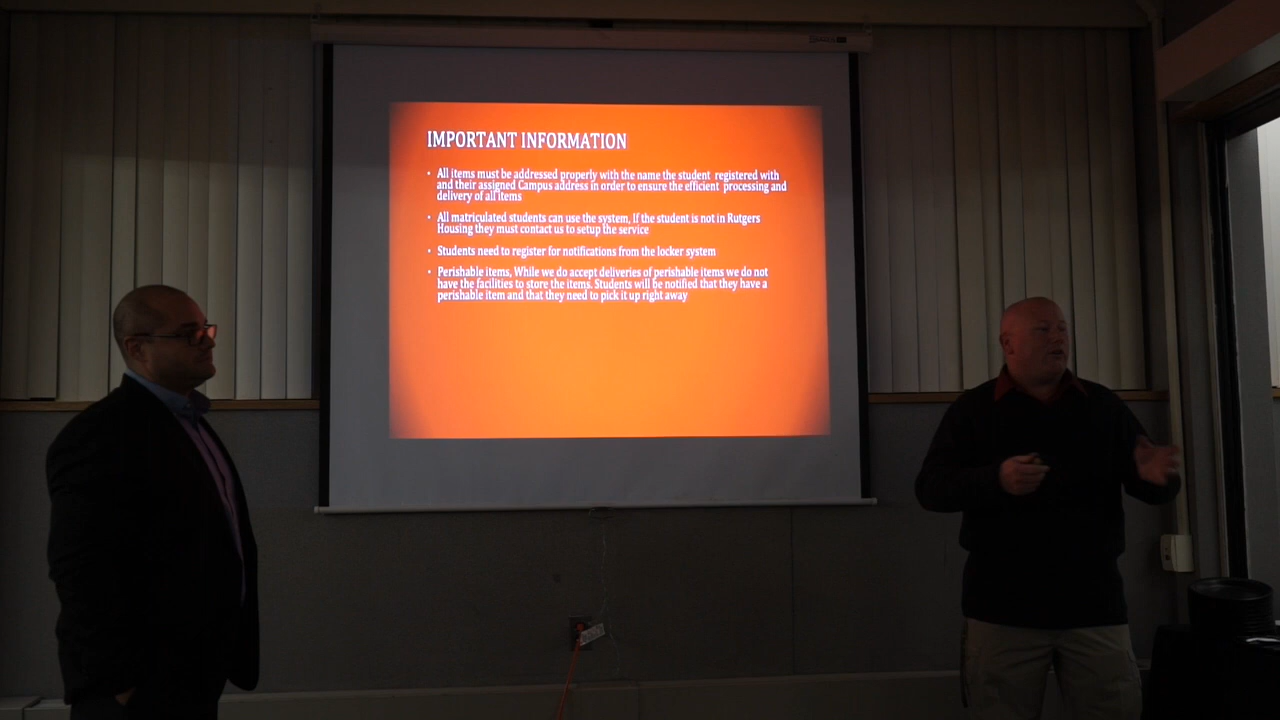 IMPORTANT INFORMATION
• All items must be addressed properly with the name the student registered with
and their assigned Campus address in order to ensure the efficient processing and
delivery of all items
• All matriculated students can use the system, If the student is not in Rutgers
Housing they must contact us to setup the service
• Students need to register for notifications from the locker system
• Perishable items, While we do accept deliveries of perishable items we do not
have the facilities to store the items. Students will be notified that they have a
perishable item and that they need to pick it up right away